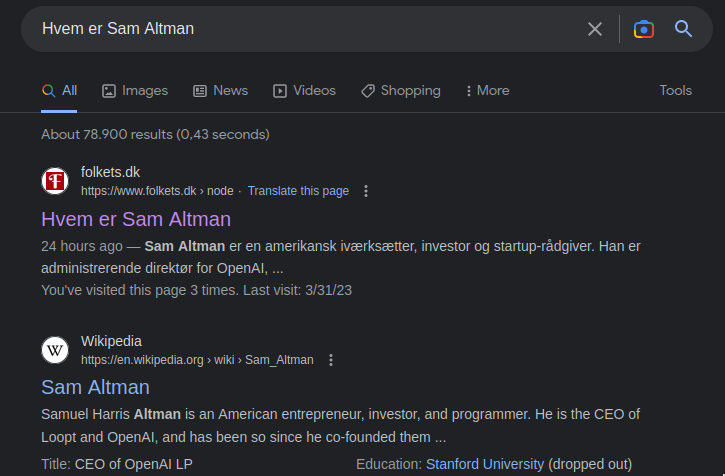 Hvem er Sam Altman
All Images News Videos Shopping More Tools
About 78.900 results (0,43 seconds)
folkets.dk
https://www.folkets.dk › node · Translate this page
Hvem er Sam Altman
24 hours ago — Sam Altman er en amerikansk iværksætter, investor og startup-rådgiver. Han er
administrerende direktør for OpenAI, ...
You've visited this page 3 times. Last visit: 3/31/23
W
Wikipedia
https://en.wikipedia.org › wiki › Sam_Altman
Sam Altman
Samuel Harris Altman is an American entrepreneur, investor, and programmer. He is the CEO of
Loopt and OpenAI, and has been so since he co-founded them ...
Title: CEO of OpenAI LP Education: Stanford University (dropped out)